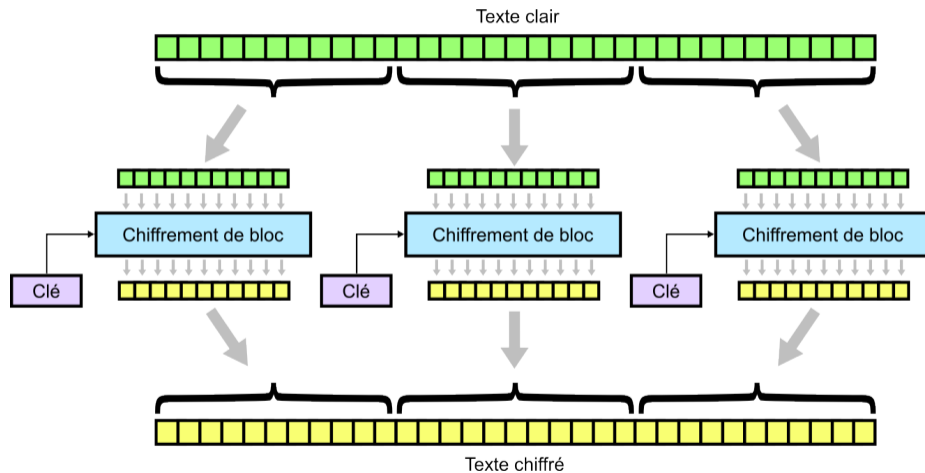 Texte clair
Chiffrement de bloc
Chiffrement de bloc
Chiffrement de bloc
Clé
Clé
Clé
Texte chiffré